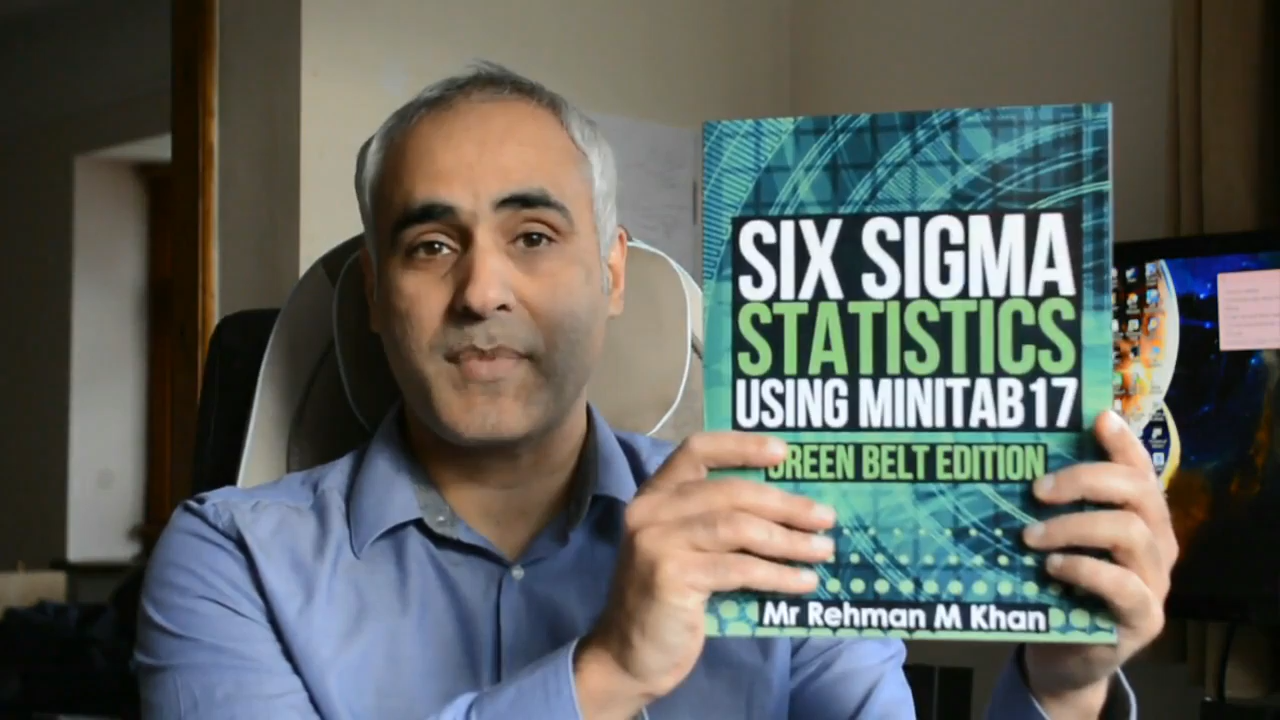 SIX SIGMA
STATISTICS
USING MINITAB 17
GREEN BELT EDITION
Mr Rehman M Khan